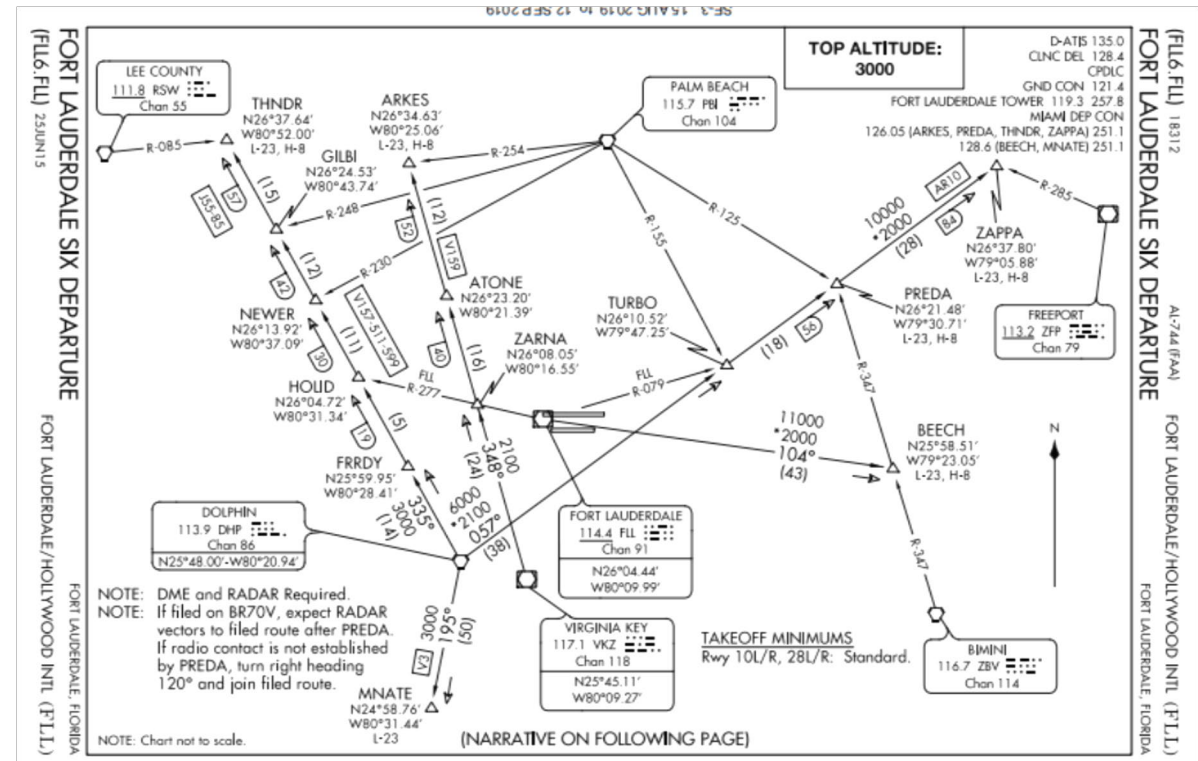 SE-3, 15 AUG 2019 to 12 SEP 2019
(FLL6.FLL) 25JUN15
FORT LAUDERDALE SIX DEPARTURE
FORT LAUDERDALE/HOLLYWOOD INTL (FLL)
FORT LAUDERDALE, FLORIDA
TOP ALTITUDE:
3000
D-ATIS 135.0
CLNC DEL 128.4
CPDLC
GND CON 121.4
FORT LAUDERDALE TOWER 119.3 257.8
MIAMI DEP CON
126.05 (ARKES, PREDA, THNDR, ZAPPA) 251.1
128.6 (BEECH, MNATE) 251.1
LEE COUNTY
111.8 RSW
Chan 55
R-085
THNDR
N26°37.64'
W80°52.00'
L-23, H-8
ARKES
N26°34.63'
W80°25.06'
L-23, H-8
GILBI
N26°24.53'
W80°43.74'
PALM BEACH
115.7 PBI
Chan 104
R-254
R-248
R-230
R-155
R-125
J55-85
57
(15)
42
(12)
52
(12)
V159
10000
*2000
(28)
AR10
84
R-285
ZAPPA
N26°37.80'
W79°05.88'
L-23, H-8
FREEPORT
113.2 ZFP
Chan 79
PREDA
N26°21.48'
W79°30.71'
L-23, H-8
NEWER
N26°13.92'
W80°37.09'
V157-511-599
ATONE
N26°23.20'
W80°21.39'
TURBO
N26°10.52'
W79°47.25'
ZARNA
N26°08.05'
W80°16.55'
30
(11)
40
(16)
(18)
56
HOLID
N26°04.72'
W80°31.34'
FLL
R-277
FLL
R-079
R-347
19
(5)
FRRDY
N25°59.95'
W80°28.41'
2100
348°
(24)
11000
*2000
104°
(43)
BEECH
N25°58.51'
W79°23.05'
L-23, H-8
N
335°
3000
(14)
6000
*2100
057°
(38)
DOLPHIN
113.9 DHP
Chan 86
N25°48.00'-W80°20.94'
FORT LAUDERDALE
114.4 FLL
Chan 91
N26°04.44'
W80°09.99'
R-347
NOTE: DME and RADAR Required.
NOTE: If filed on BR70V, expect RADAR
vectors to filed route after PREDA.
If radio contact is not established
by PREDA, turn right heading
120° and join filed route.
V3
3000
195°
(50)
VIRGINIA KEY
117.1 VKZ
Chan 118
N25°45.11'
W80°09.27'
TAKEOFF MINIMUMS
Rwy 10L/R, 28L/R: Standard.
BIMINI
116.7 ZBV
Chan 114
MNATE
N24°58.76'
W80°31.44'
L-23
NOTE: Chart not to scale.
(NARRATIVE ON FOLLOWING PAGE)
(FLL6.FLL) 18312
FORT LAUDERDALE SIX DEPARTURE
AL-744 (FAA)
FORT LAUDERDALE/HOLLYWOOD INTL (FLL)
FORT LAUDERDALE, FLORIDA